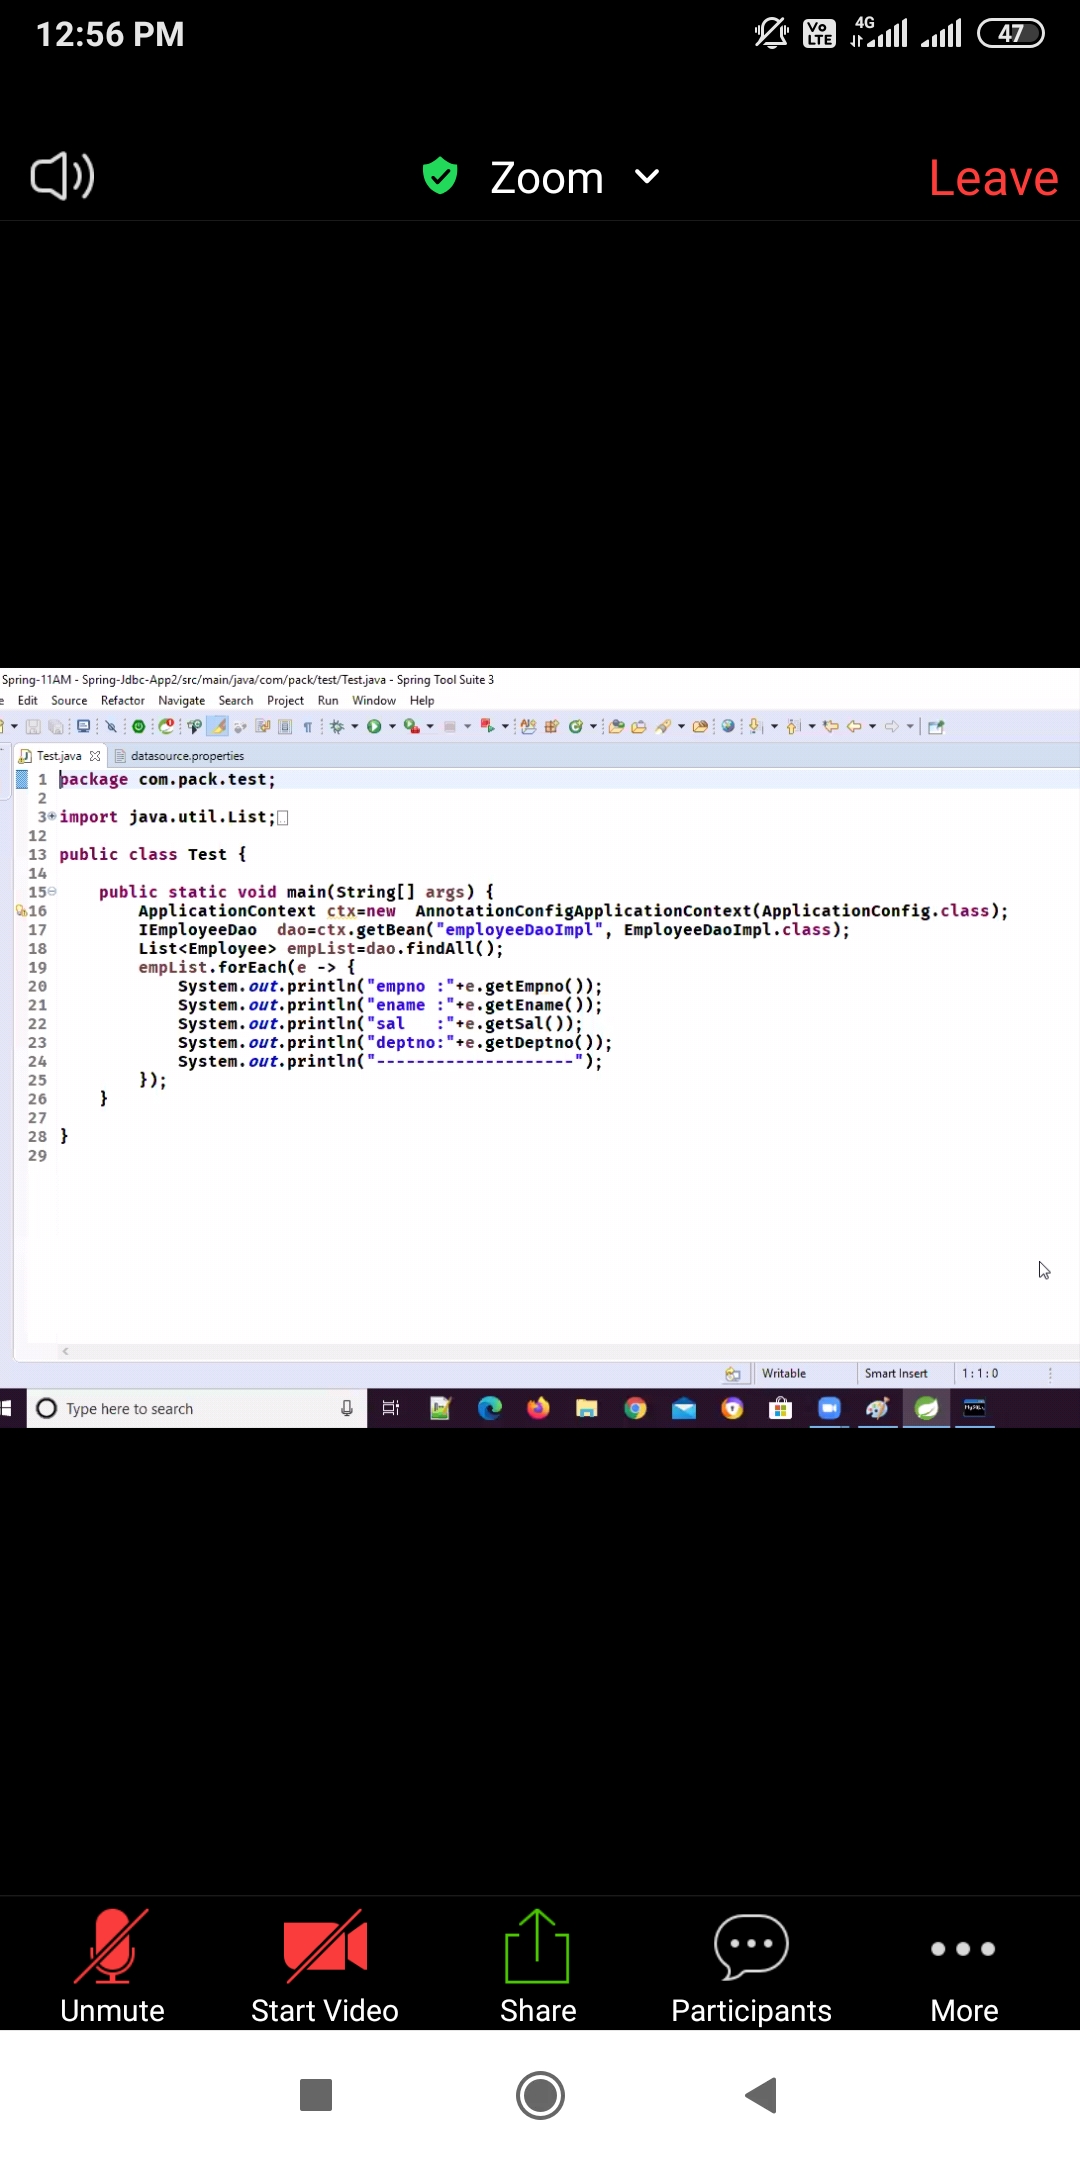 12:56 PM
Vo LTE 4G 47
Zoom Leave
Spring-11AM - Spring-Jdbc-App2/src/main/java/com/pack/test/Test.java - Spring Tool Suite 3
Edit Source Refactor Navigate Search Project Run Window Help
Test.java datasource.properties
1 package com.pack.test;
2
3 import java.util.List;
12
13 public class Test {
14
15 public static void main(String[] args) {
16 ApplicationContext ctx=new AnnotationConfigApplicationContext(ApplicationConfig.class);
17 IEmployeeDao dao=ctx.getBean("employeeDaoImpl", EmployeeDaoImpl.class);
18 List<Employee> empList=dao.findAll();
19 empList.forEach(e -> {
20 System.out.println("empno :"+e.getEmpno());
21 System.out.println("ename :"+e.getEname());
22 System.out.println("sal   :"+e.getSal());
23 System.out.println("deptno:"+e.getDeptno());
24 System.out.println("--------------------");
25 });
26 }
27
28 }
29
Writable Smart Insert 1:1:0
Type here to search
Unmute Start Video Share Participants More